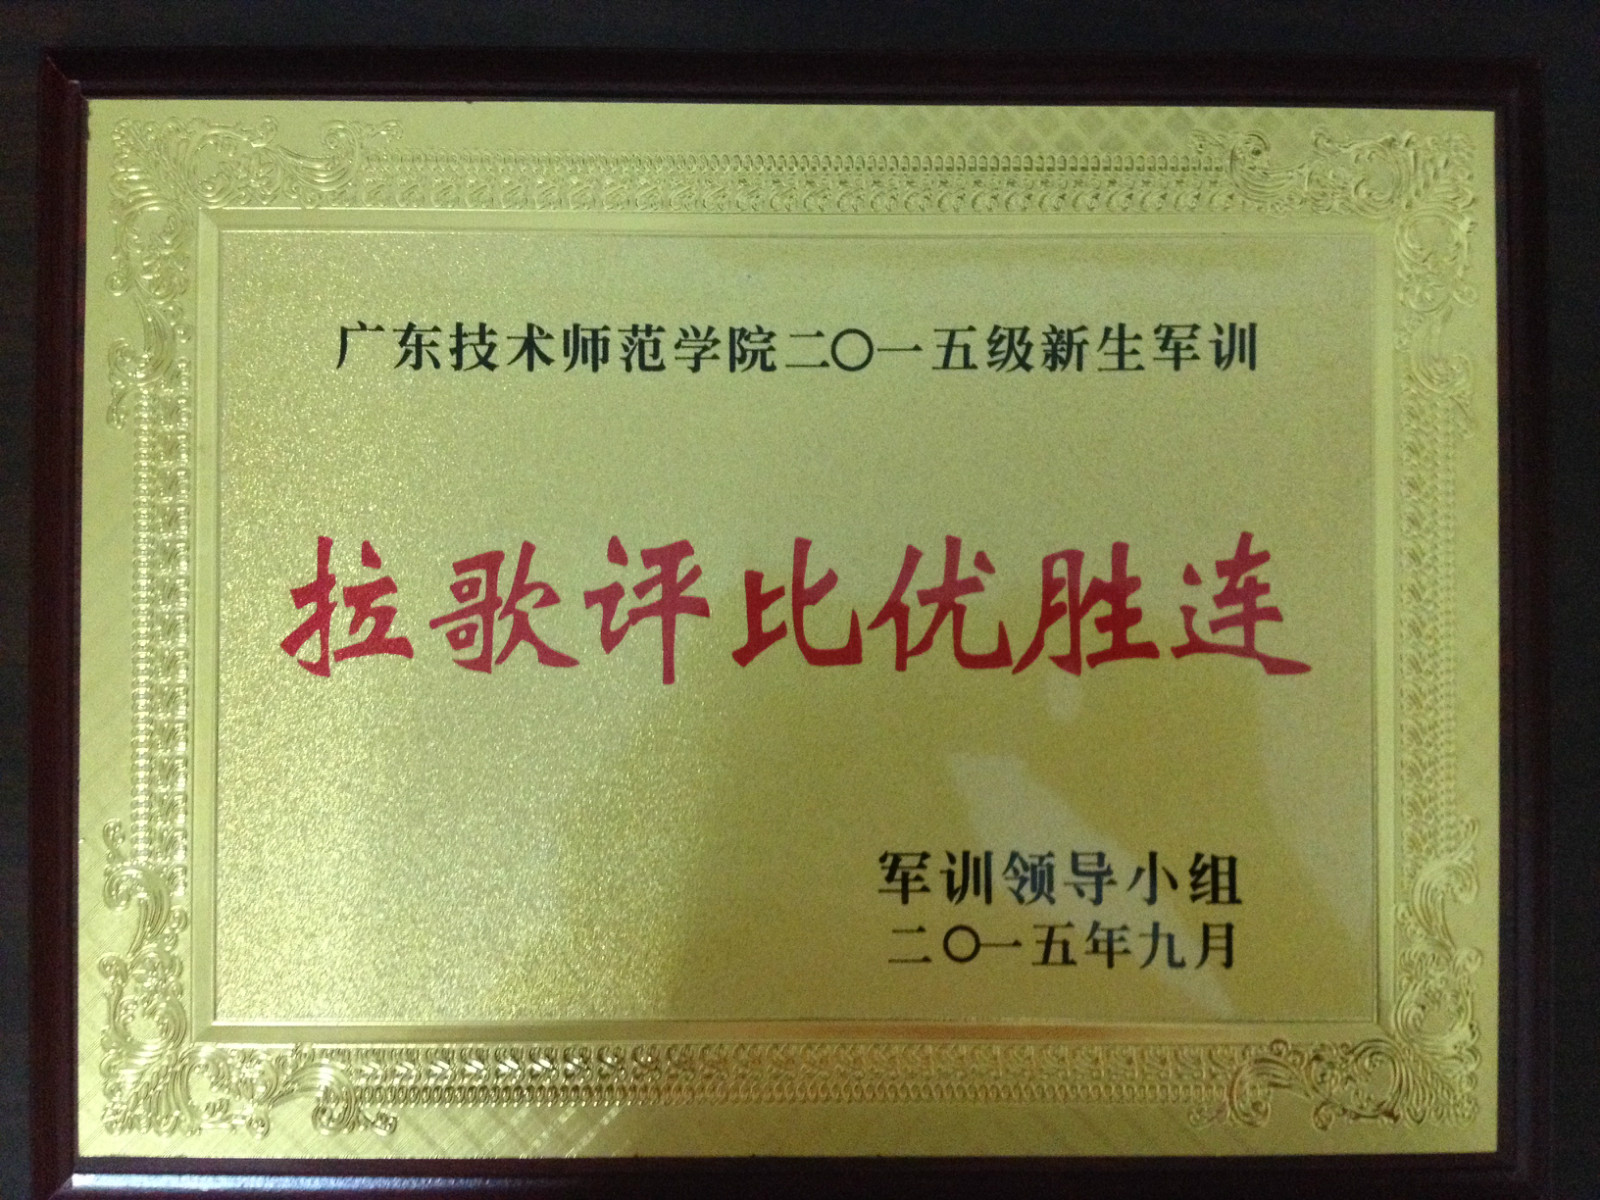 广东技术师范学院二〇一五级新生军训
拉歌评比优胜连
军训领导小组
二〇一五年九月